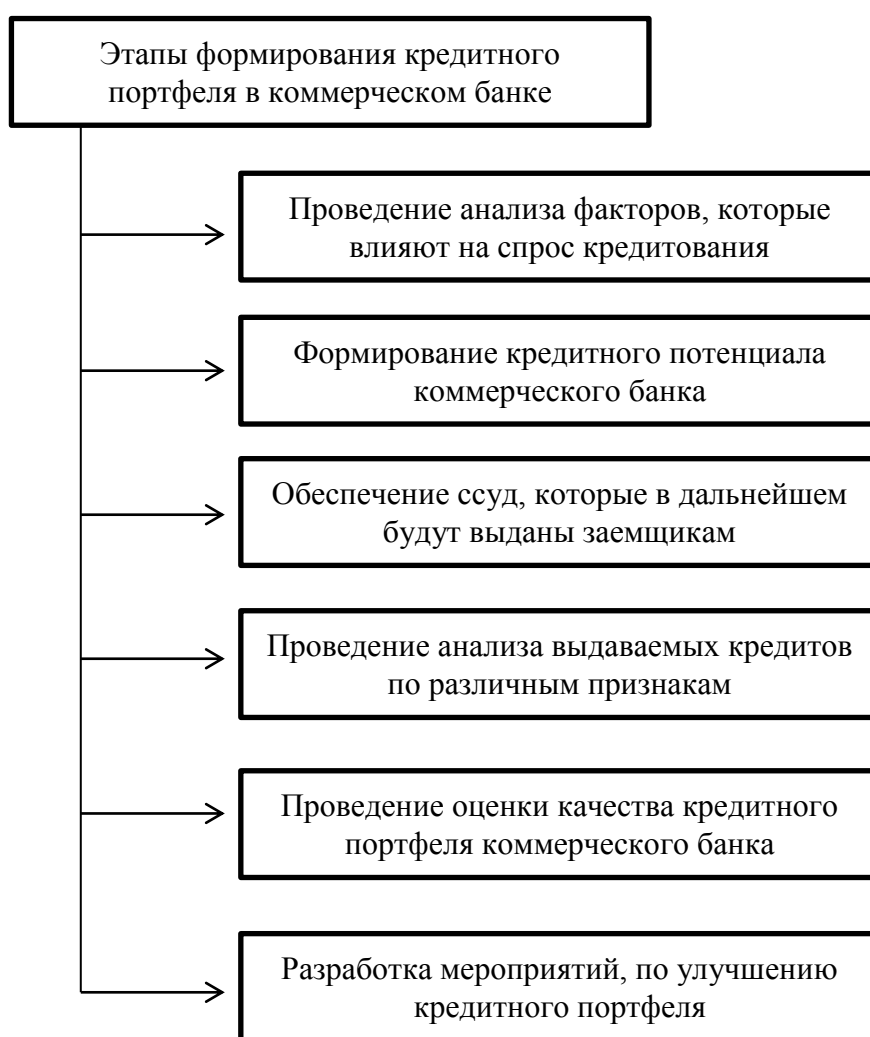 Этапы формирования кредитного
портфеля в коммерческом банке
Проведение анализа факторов, которые
влияют на спрос кредитования
Формирование кредитного потенциала
коммерческого банка
Обеспечение ссуд, которые в дальнейшем
будут выданы заемщикам
Проведение анализа выдаваемых кредитов
по различным признакам
Проведение оценки качества кредитного
портфеля коммерческого банка
Разработка мероприятий, по улучшению
кредитного портфеля